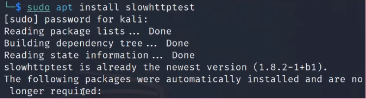 └─$ sudo apt install slowhttptest
[sudo] password for kali:
Reading package lists... Done
Building dependency tree... Done
Reading state information... Done
slowhttptest is already the newest version (1.8.2-1+b1).
The following packages were automatically installed and are no
 longer required: